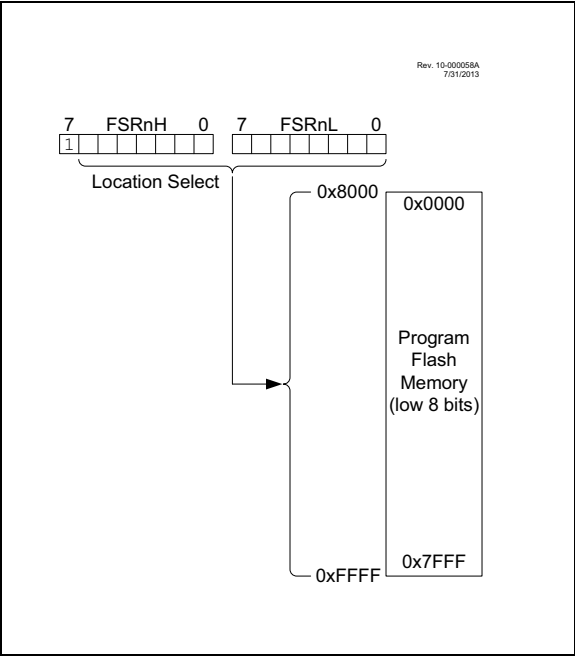 Rev. 10-000058A
7/31/2013
7 FSRnH 0 7 FSRnL 0
1
Location Select
0x8000
0x0000
Program
Flash
Memory
(low 8 bits)
0x7FFF
0xFFFF